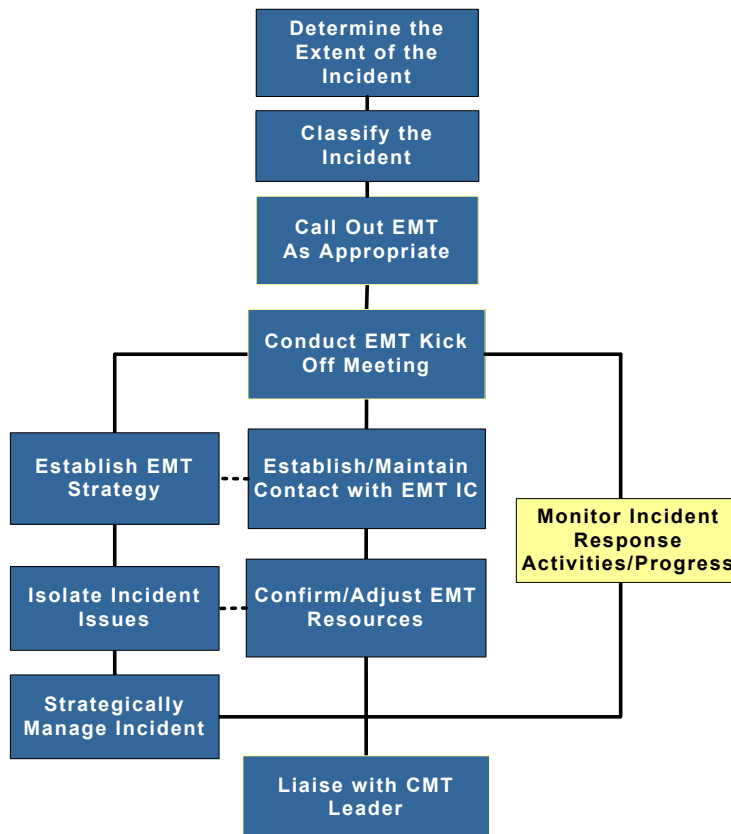 Determine the
Extent of the
Incident
Classify the
Incident
Call Out EMT
As Appropriate
Conduct EMT Kick
Off Meeting
Establish EMT
Strategy
Establish/Maintain
Contact with EMT IC
Monitor Incident
Response
Activities/Progress
Isolate Incident
Issues
Confirm/Adjust EMT
Resources
Strategically
Manage Incident
Liaise with CMT
Leader